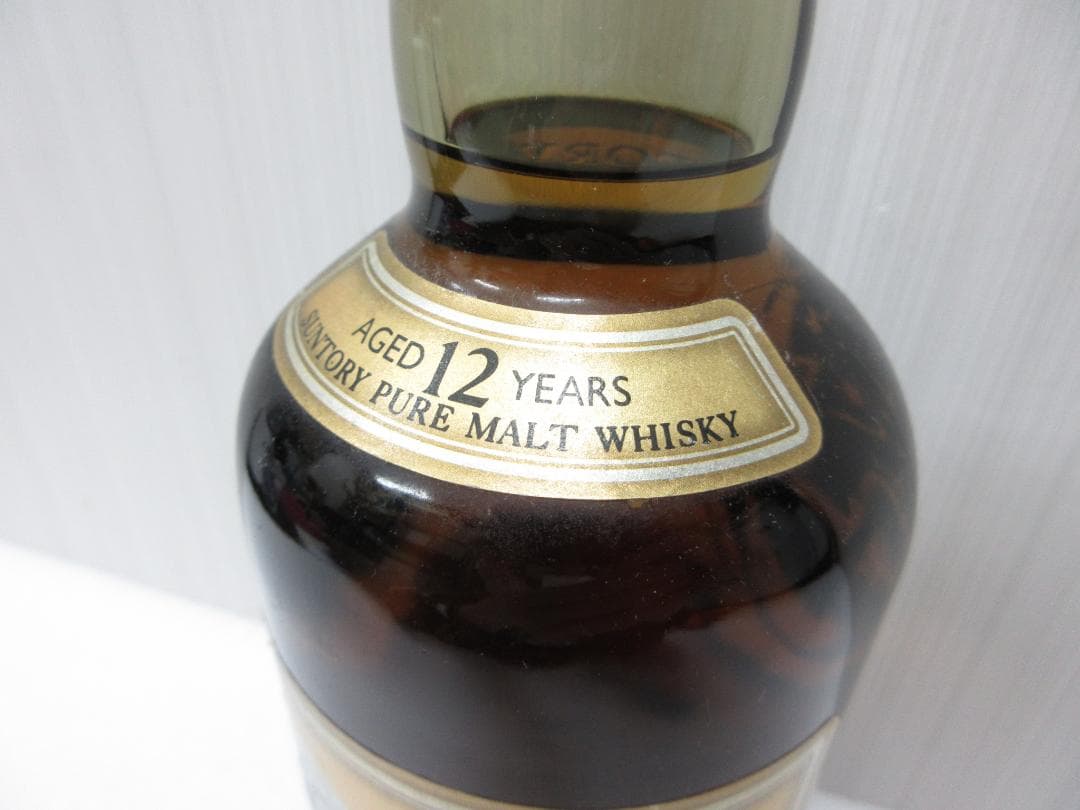 AGED 12 YEARS
SUNTORY PURE MALT WHISKY